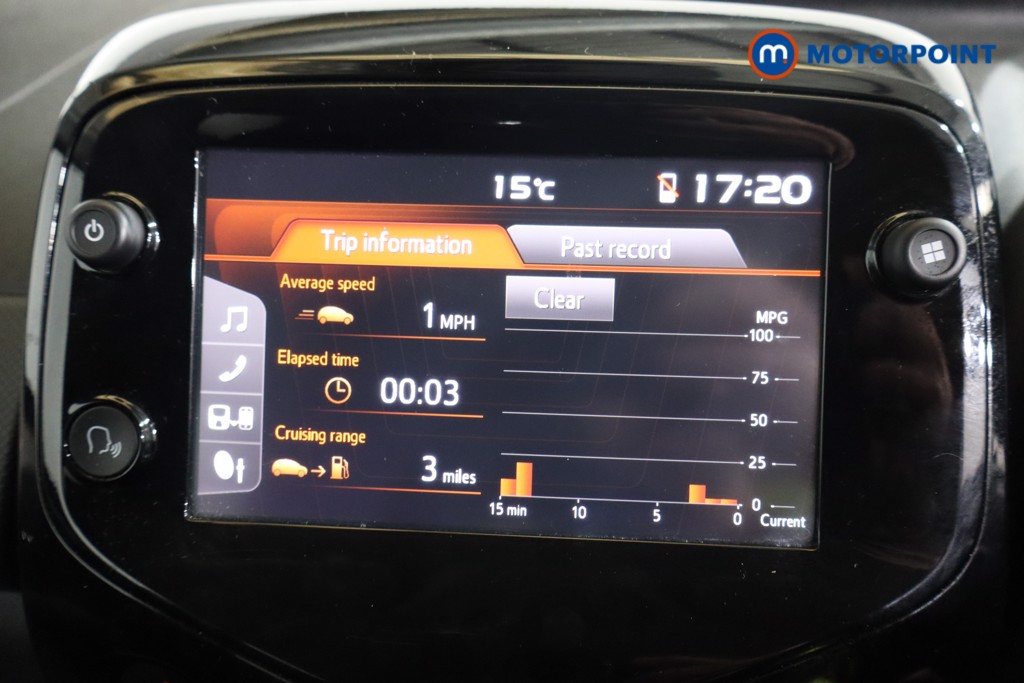 m MOTORPOINT
15°C 17:20
Trip information Past record
Average speed
Clear
1 MPH
MPG
100
75
Elapsed time
00:03
50
Cruising range
3 miles
25
0
15 min 10 5 0 Current